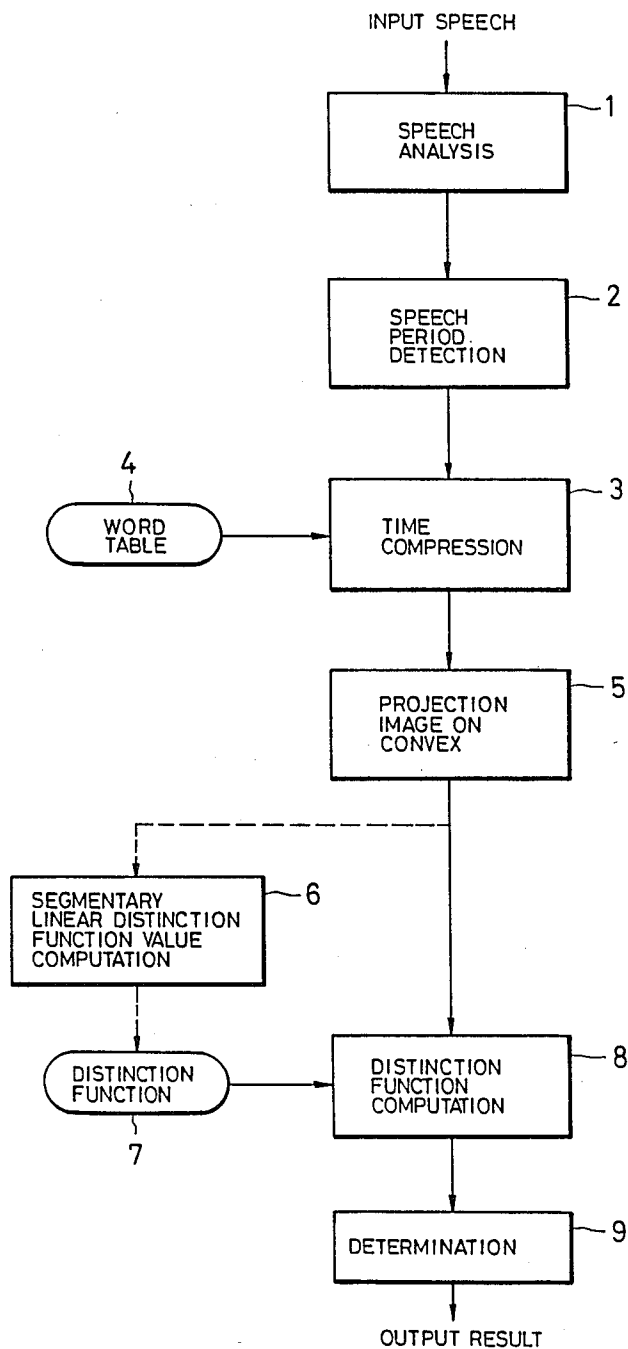 INPUT SPEECH
1
SPEECH
ANALYSIS
2
SPEECH
PERIOD
DETECTION
4
WORD
TABLE
3
TIME
COMPRESSION
5
PROJECTION
IMAGE ON
CONVEX
6
SEGMENTARY
LINEAR DISTINCTION
FUNCTION VALUE
COMPUTATION
DISTINCTION
FUNCTION
7
8
DISTINCTION
FUNCTION
COMPUTATION
9
DETERMINATION
OUTPUT RESULT